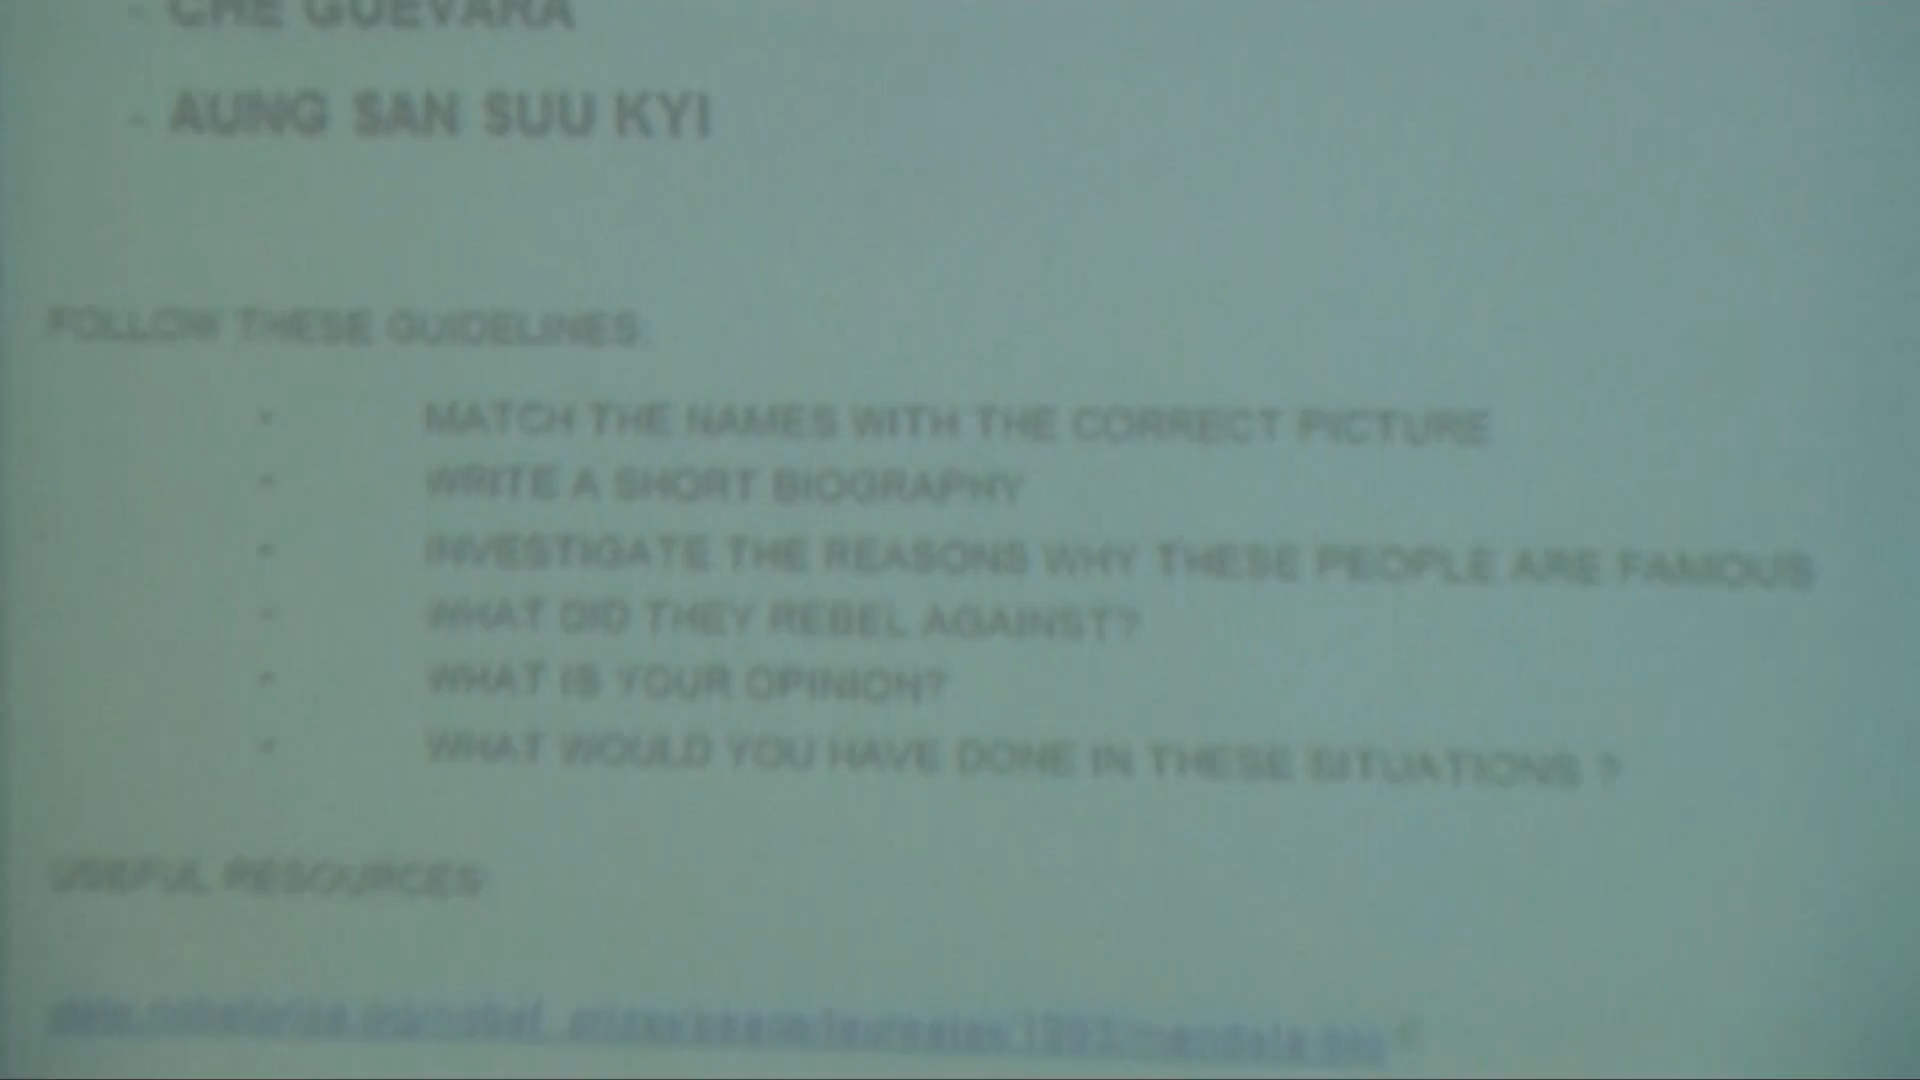 - CHE GUEVARA
- AUNG SAN SUU KYI
FOLLOW THESE GUIDELINES:
- MATCH THE NAMES WITH THE CORRECT PICTURE
- WRITE A SHORT BIOGRAPHY
- INVESTIGATE THE REASONS WHY THESE PEOPLE ARE FAMOUS
- WHAT DID THEY REBEL AGAINST?
- WHAT IS YOUR OPINION?
- WHAT WOULD YOU HAVE DONE IN THESE SITUATIONS ?
USEFUL RESOURCES: